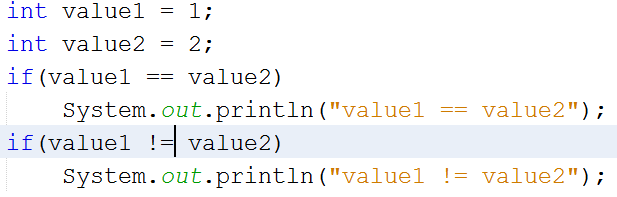 int value1 = 1;
int value2 = 2;
if(value1 == value2)
    System.out.println("value1 == value2");
if(value1 != value2)
    System.out.println("value1 != value2");